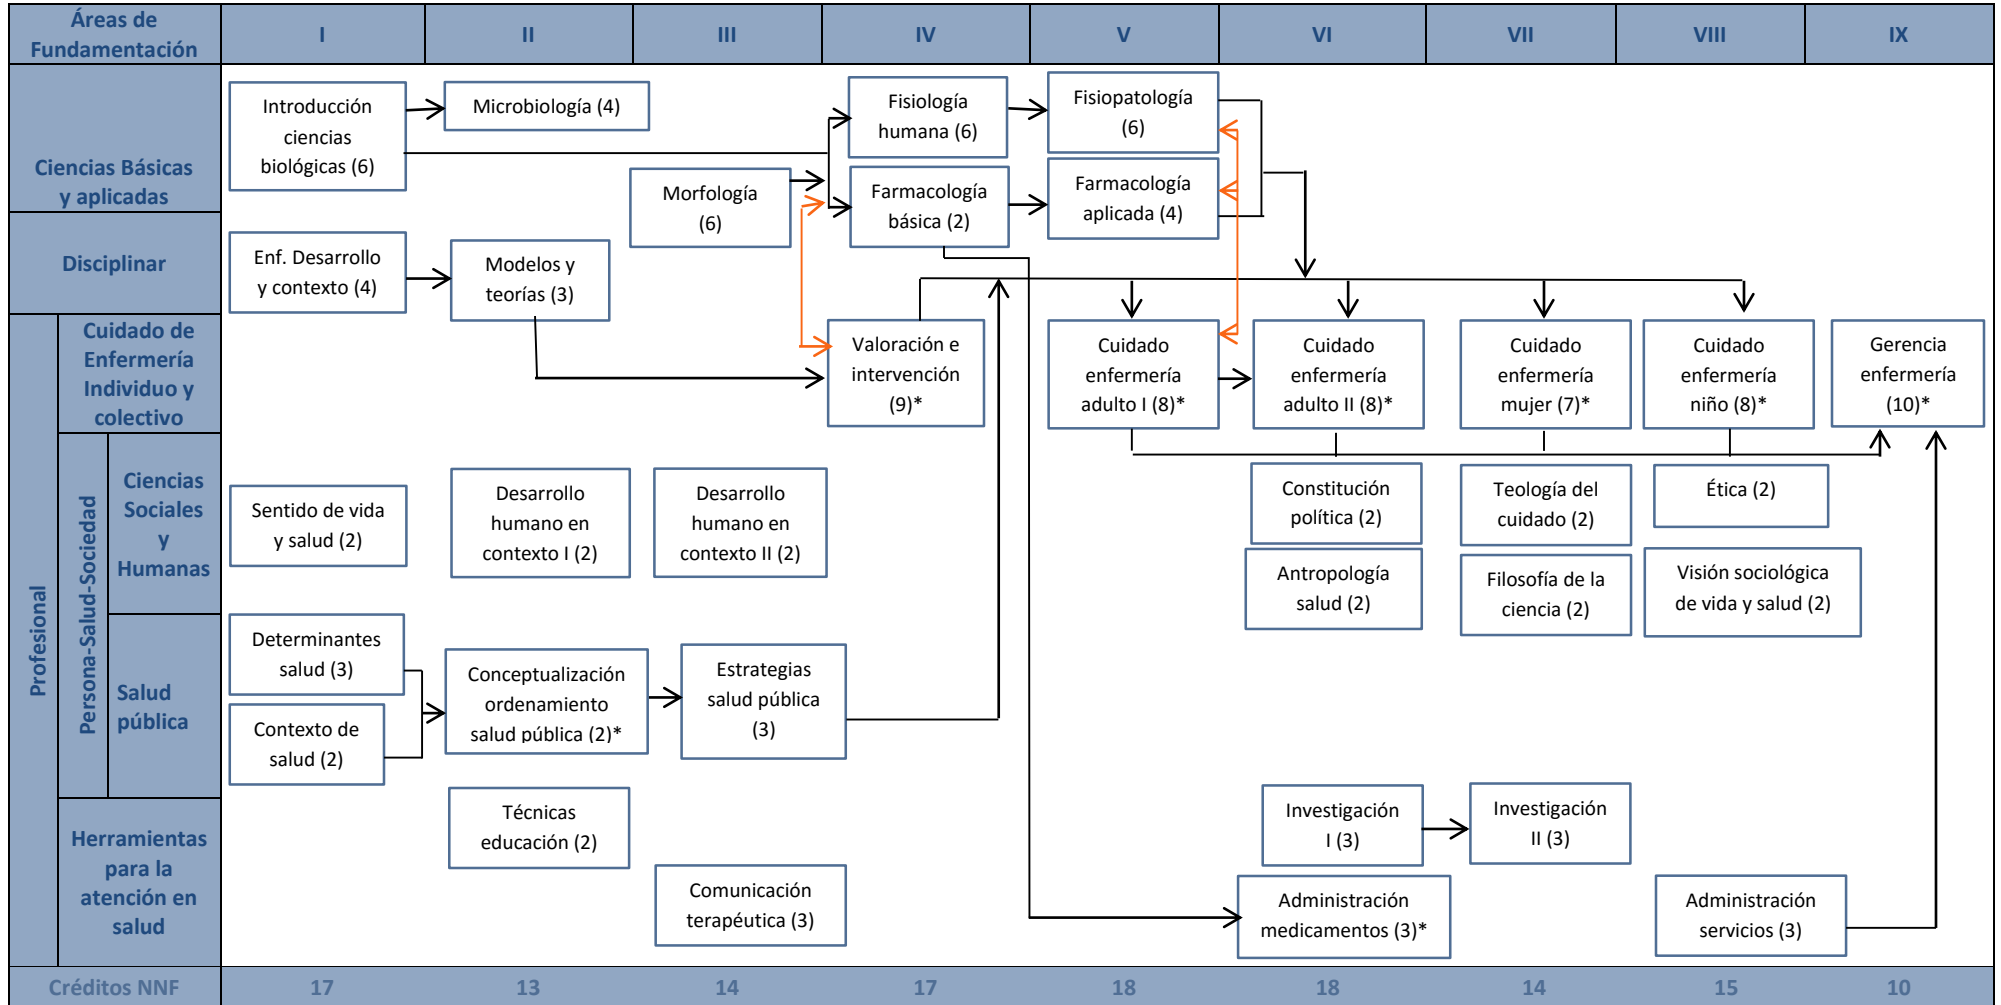 Áreas de
Fundamentación
I
II
III
IV
V
VI
VII
VIII
IX
Ciencias Básicas
y aplicadas
Introducción
ciencias
biológicas (6)
Microbiología (4)
Morfología
(6)
Fisiología
humana (6)
Farmacología
básica (2)
Fisiopatología
(6)
Farmacología
aplicada (4)
Disciplinar
Enf. Desarrollo
y contexto (4)
Modelos y
teorías (3)
Profesional
Cuidado de
Enfermería
Individuo y
colectivo
Valoración e
intervención
(9)*
Cuidado
enfermería
adulto I (8)*
Cuidado
enfermería
adulto II (8)*
Cuidado
enfermería
mujer (7)*
Cuidado
enfermería
niño (8)*
Gerencia
enfermería
(10)*
Persona-Salud-Sociedad
Ciencias
Sociales
y
Humanas
Sentido de vida
y salud (2)
Desarrollo
humano en
contexto I (2)
Desarrollo
humano en
contexto II (2)
Constitución
política (2)
Teología del
cuidado (2)
Ética (2)
Antropología
salud (2)
Filosofía de la
ciencia (2)
Visión sociológica
de vida y salud (2)
Salud
pública
Determinantes
salud (3)
Contexto de
salud (2)
Conceptualización
ordenamiento
salud pública (2)*
Estrategias
salud pública
(3)
Herramientas
para la
atención en
salud
Técnicas
educación (2)
Comunicación
terapéutica (3)
Investigación
I (3)
Investigación
II (3)
Administración
medicamentos (3)*
Administración
servicios (3)
Créditos NNF
17
13
14
17
18
18
14
15
10